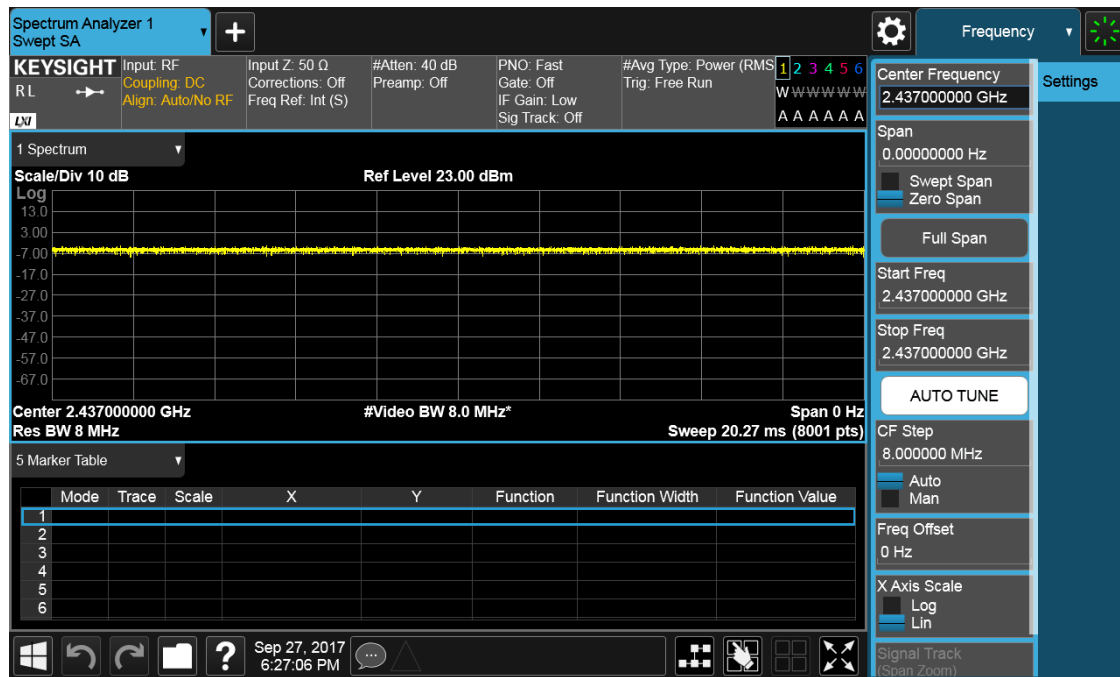 Spectrum Analyzer 1
Swept SA
Frequency
KEYSIGHT
R L
LXI
Input: RF
Coupling: DC
Align: Auto/No RF
Input Z: 50 Ω
Corrections: Off
Freq Ref: Int (S)
#Atten: 40 dB
Preamp: Off
PNO: Fast
Gate: Off
IF Gain: Low
Sig Track: Off
#Avg Type: Power (RMS
Trig: Free Run
1 2 3 4 5 6
W W W W W W
A A A A A A
1 Spectrum
Scale/Div 10 dB
Ref Level 23.00 dBm
Log
13.0
3.00
-7.00
-17.0
-27.0
-37.0
-47.0
-57.0
-67.0
Center 2.437000000 GHz
#Video BW 8.0 MHz*
Span 0 Hz
Res BW 8 MHz
Sweep 20.27 ms (8001 pts)
5 Marker Table
Mode Trace Scale X Y Function Function Width Function Value
1
2
3
4
5
6
Sep 27, 2017
6:27:06 PM
Center Frequency
2.437000000 GHz
Span
0.00000000 Hz
Swept Span
Zero Span
Full Span
Start Freq
2.437000000 GHz
Stop Freq
2.437000000 GHz
AUTO TUNE
CF Step
8.000000 MHz
Auto
Man
Freq Offset
0 Hz
X Axis Scale
Log
Lin
Signal Track
(Span Zoom)
Settings